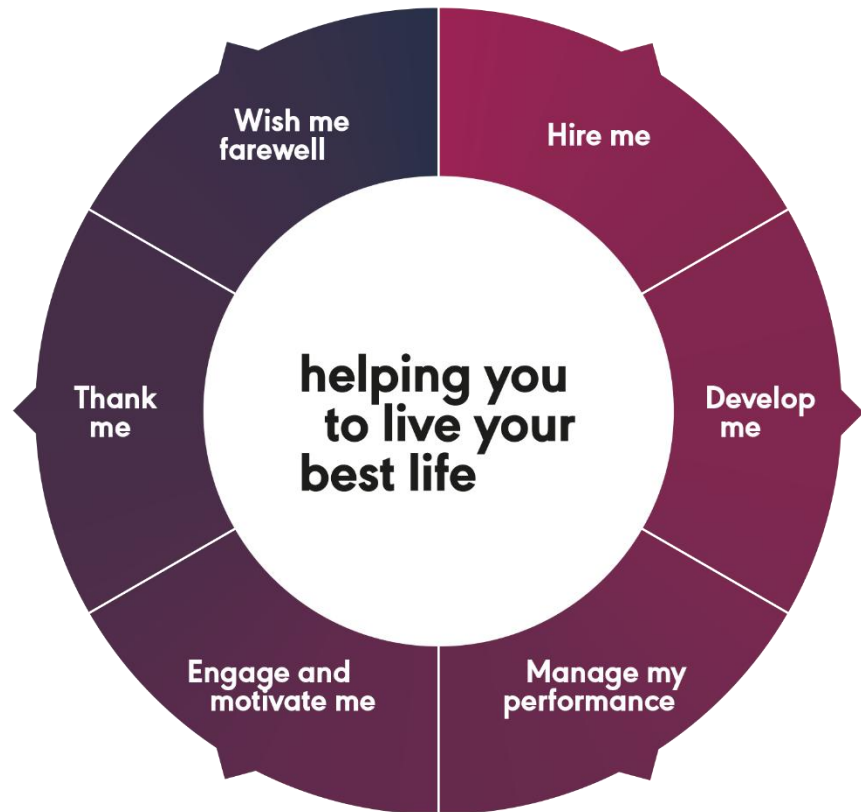 Wish me
farewell
Hire me
Thank
me
helping you
to live your
best life
Develop
me
Engage and
motivate me
Manage my
performance